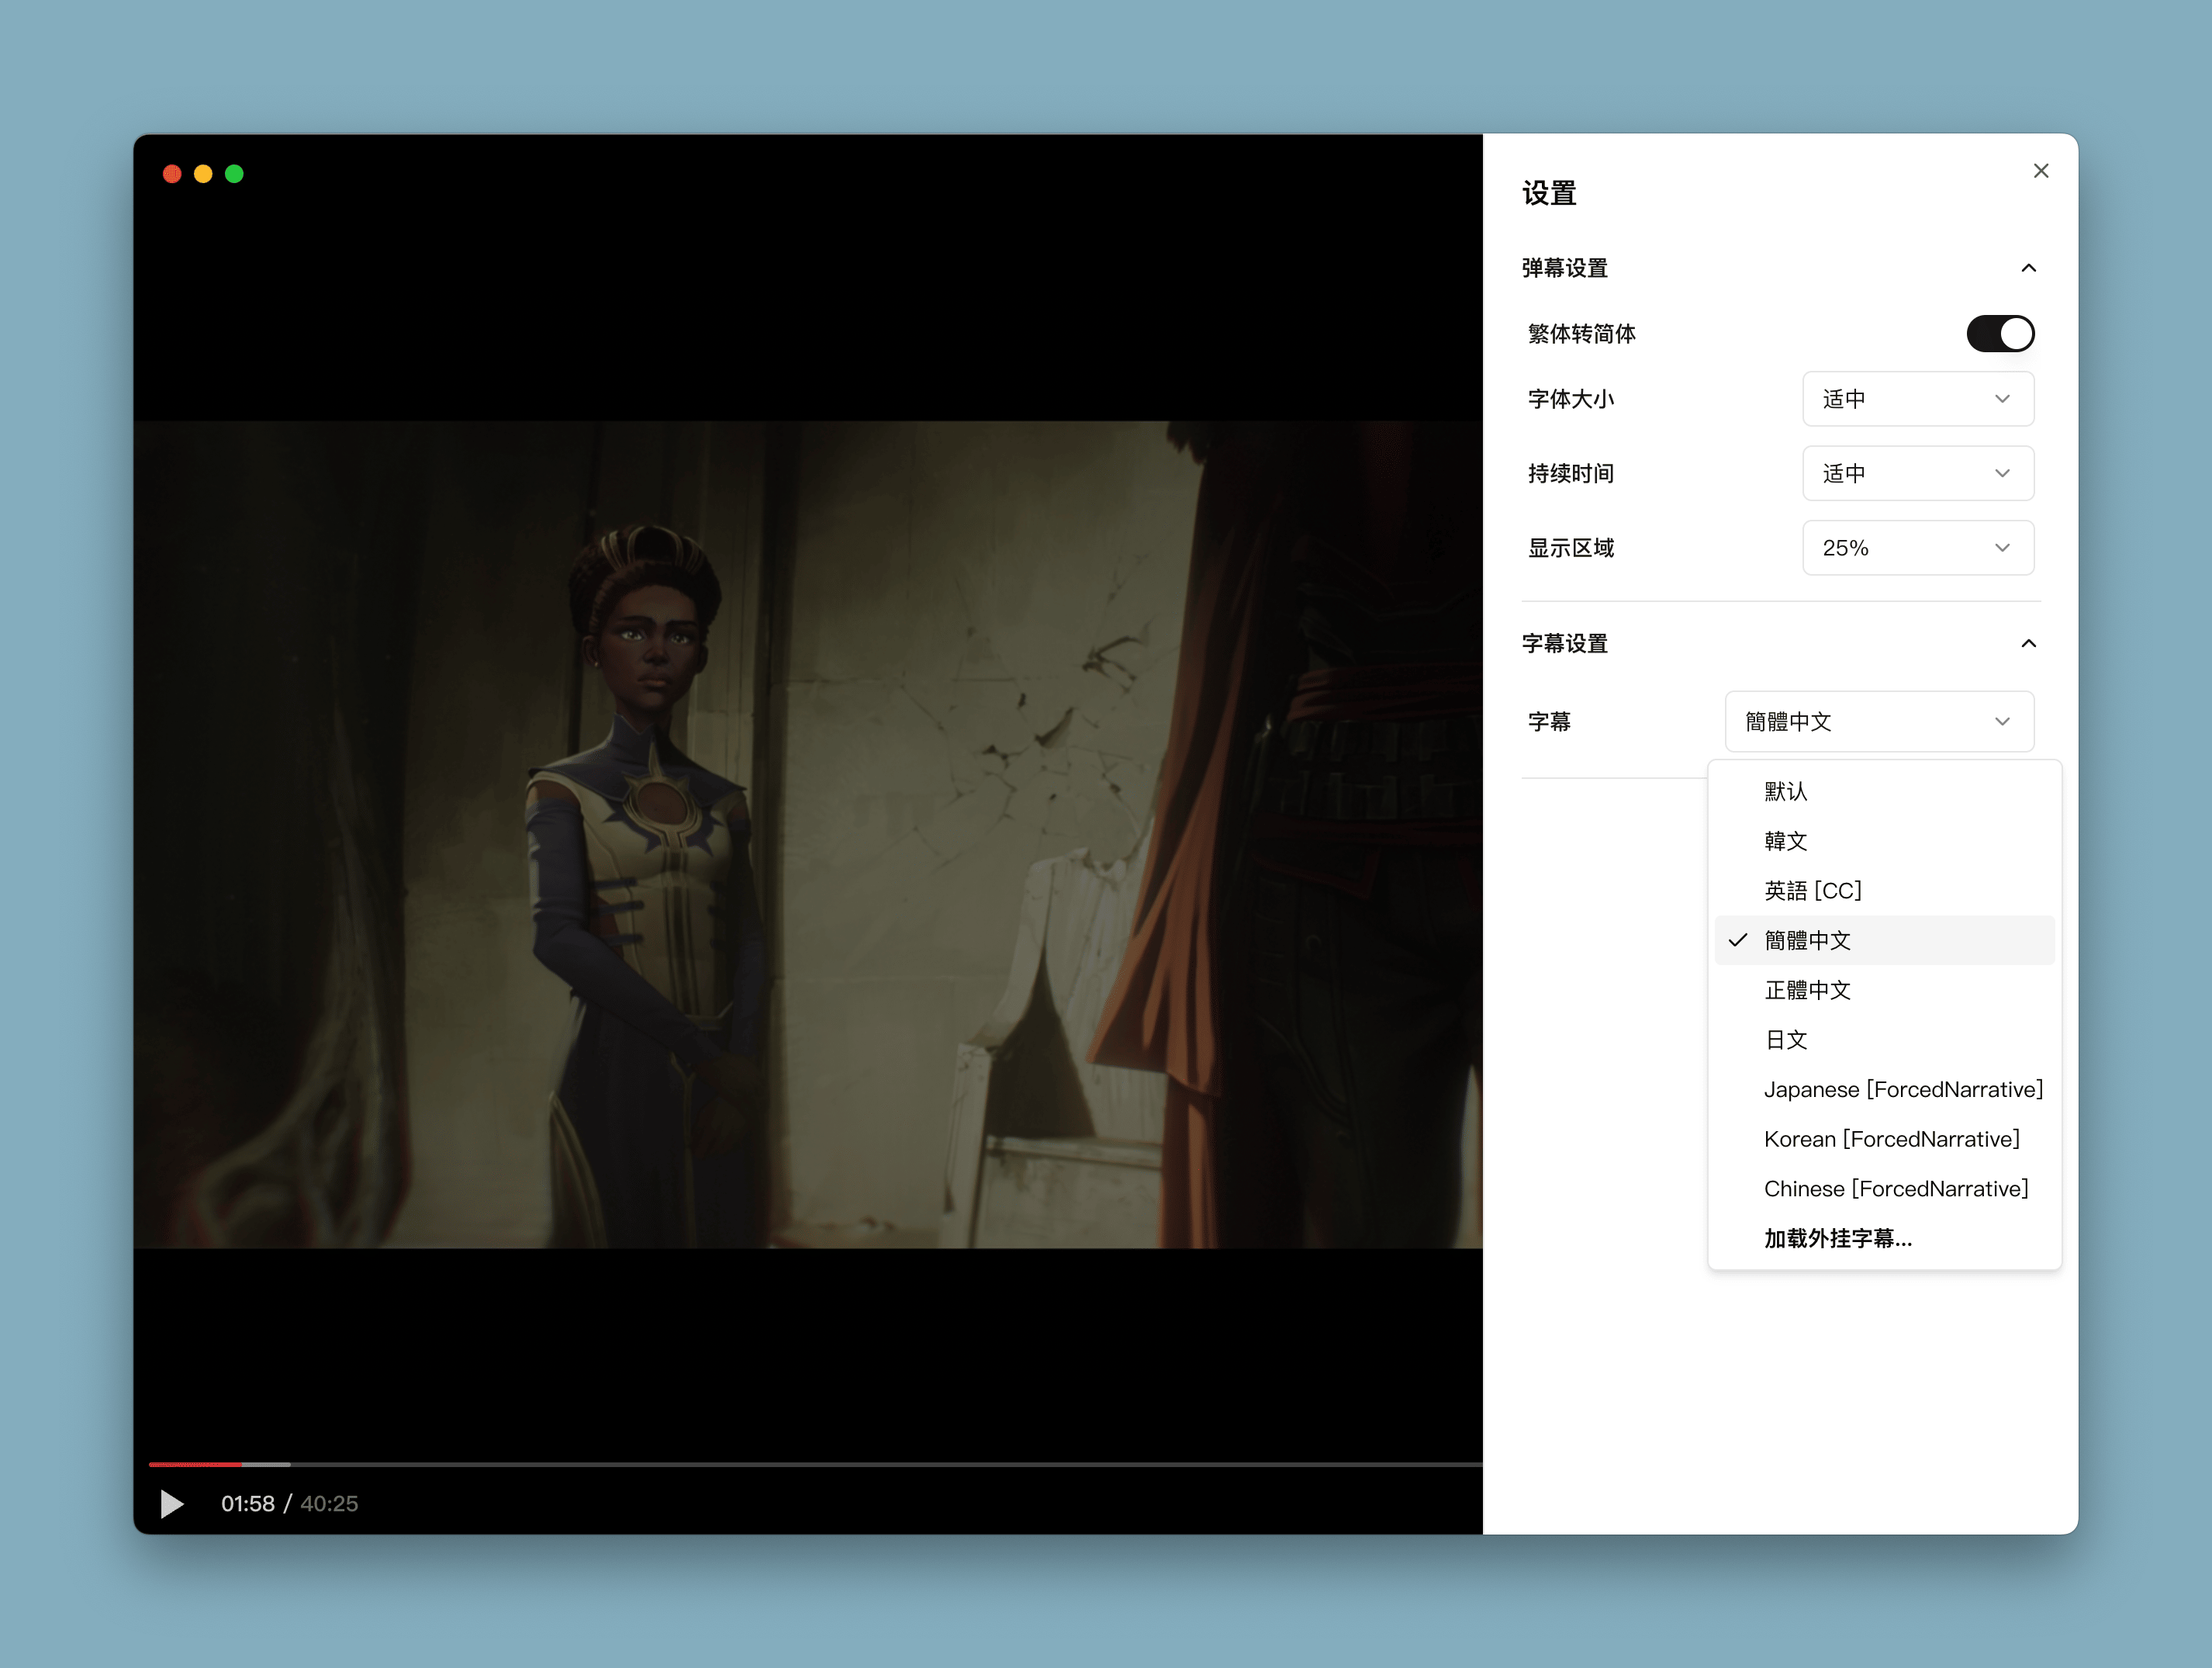 设置
弹幕设置
繁体转简体
字体大小 适中
持续时间 适中
显示区域 25%
字幕设置
字幕 簡體中文
默认
韓文
英語 [CC]
簡體中文
正體中文
日文
Japanese [ForcedNarrative]
Korean [ForcedNarrative]
Chinese [ForcedNarrative]
加载外挂字幕...
01:58 / 40:25